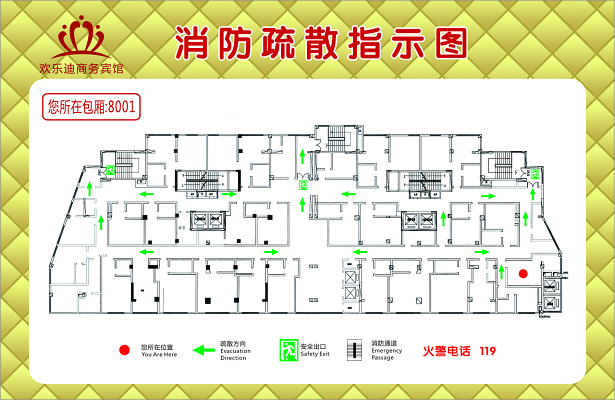 消防疏散指示图
欢乐迪商务宾馆
您所在包厢:8001
您所在位置
You Are Here
疏散方向
Evacuation
Direction
安全出口
Safety Exit
消防通道
Emergency
Passage
火警电话 119